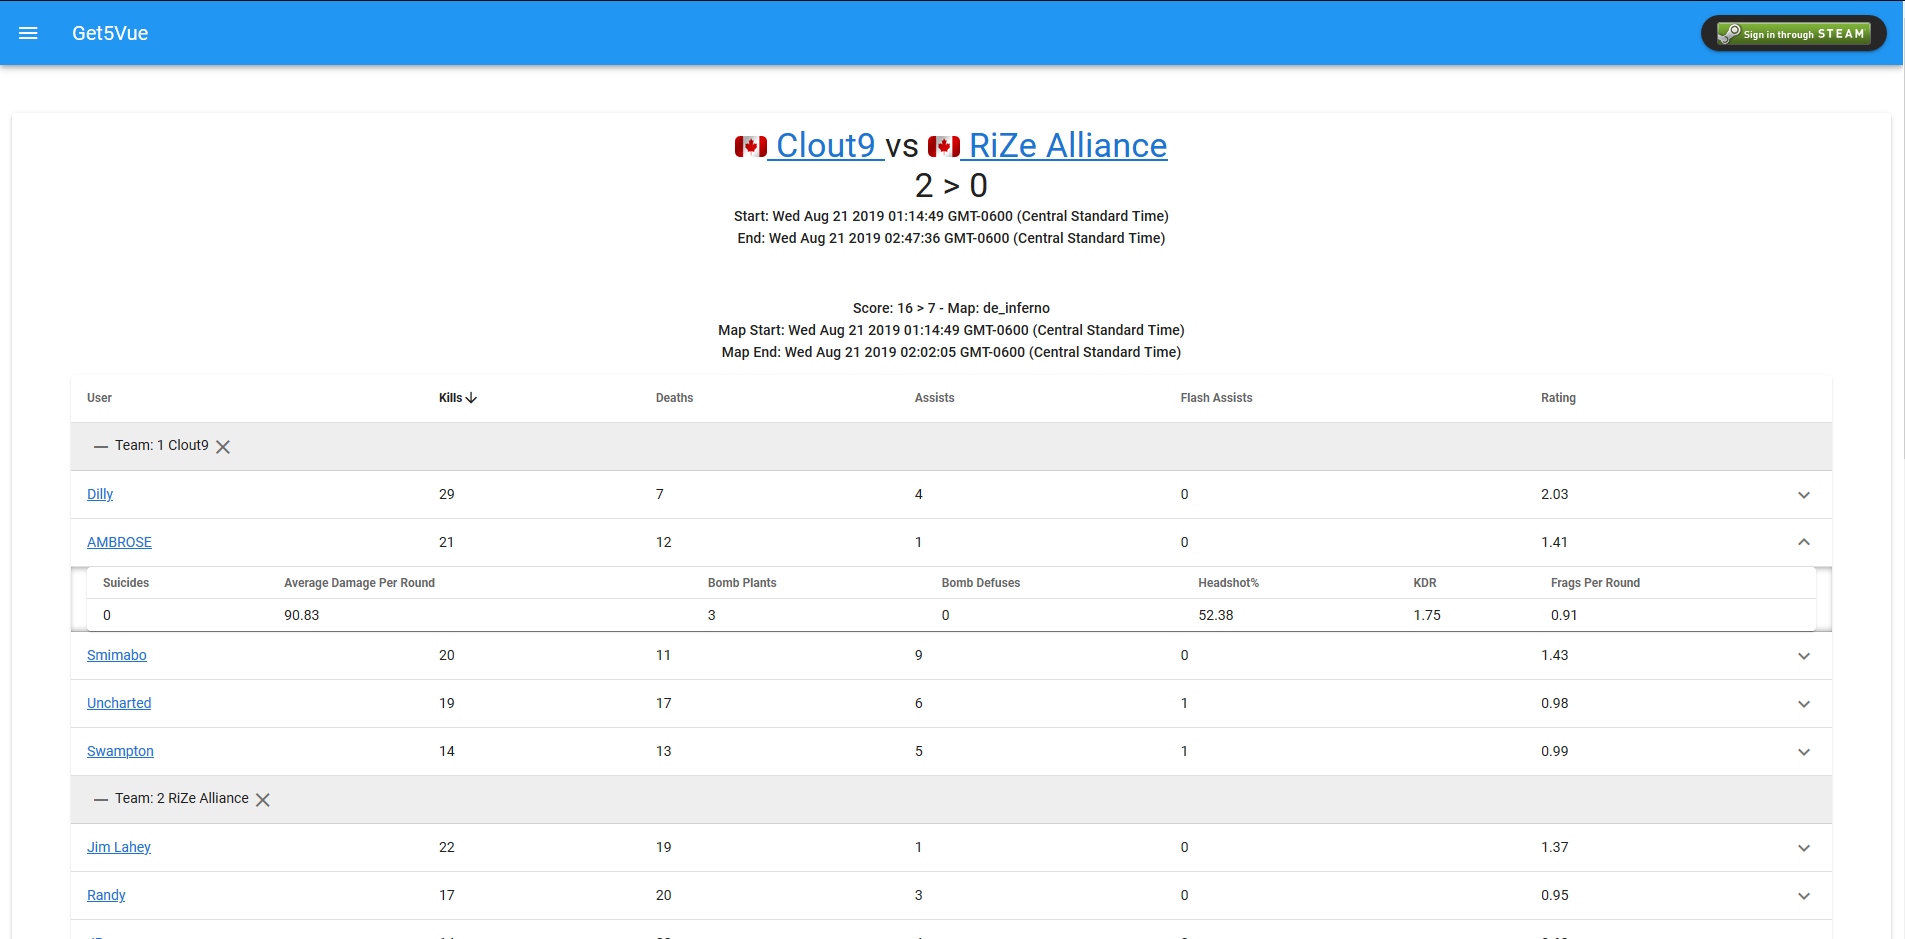 Get5Vue
Sign in through STEAM
Clout9 vs RiZe Alliance
2 > 0
Start: Wed Aug 21 2019 01:14:49 GMT-0600 (Central Standard Time)
End: Wed Aug 21 2019 02:47:36 GMT-0600 (Central Standard Time)
Score: 16 > 7 - Map: de_inferno
Map Start: Wed Aug 21 2019 01:14:49 GMT-0600 (Central Standard Time)
Map End: Wed Aug 21 2019 02:02:05 GMT-0600 (Central Standard Time)
User Kills Deaths Assists Flash Assists Rating
Team: 1 Clout9
Dilly 29 7 4 0 2.03
AMBROSE 21 12 1 0 1.41
Suicides Average Damage Per Round Bomb Plants Bomb Defuses Headshot% KDR Frags Per Round
0 90.83 3 0 52.38 1.75 0.91
Smimabo 20 11 9 0 1.43
Uncharted 19 17 6 1 0.98
Swampton 14 13 5 1 0.99
Team: 2 RiZe Alliance
Jim Lahey 22 19 1 0 1.37
Randy 17 20 3 0 0.95